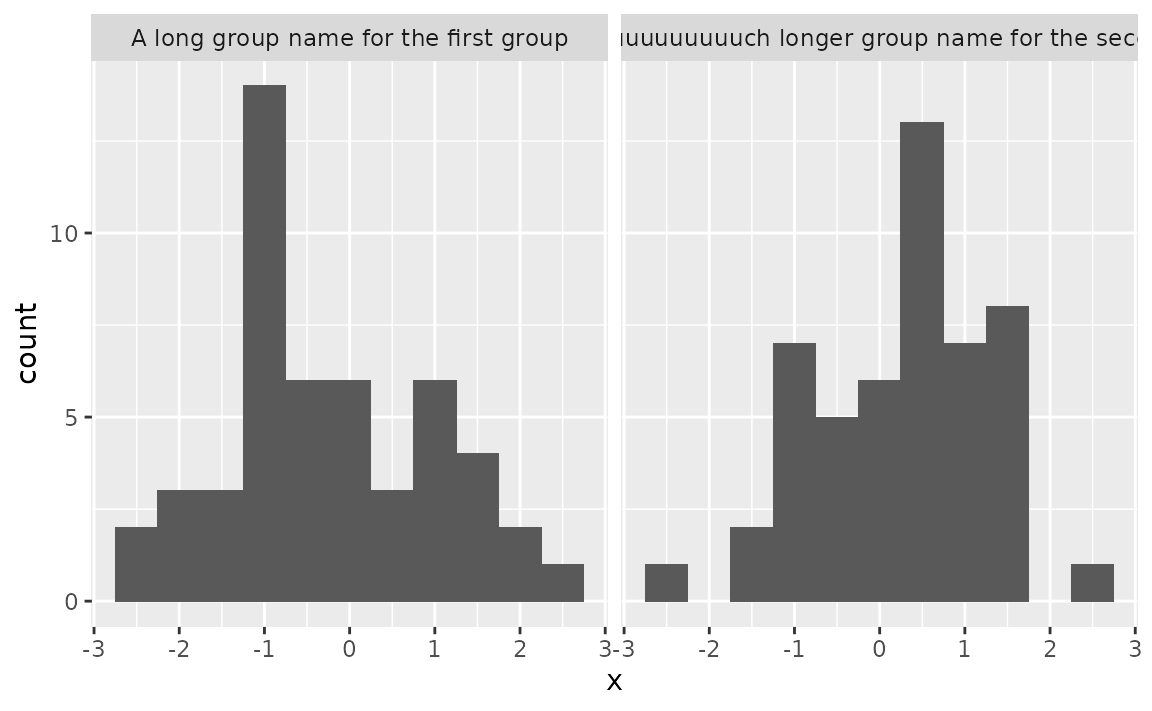 A long group name for the first group
uuuuuuuuuch longer group name for the sec
count
10
5
0
-3 -2 -1 0 1 2 3
-3 -2 -1 0 1 2 3
x